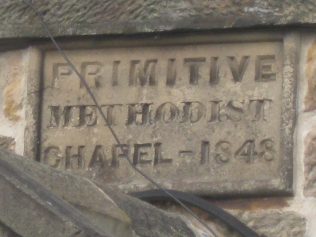 PRIMITIVE
METHODIST
CHAPEL - 1848